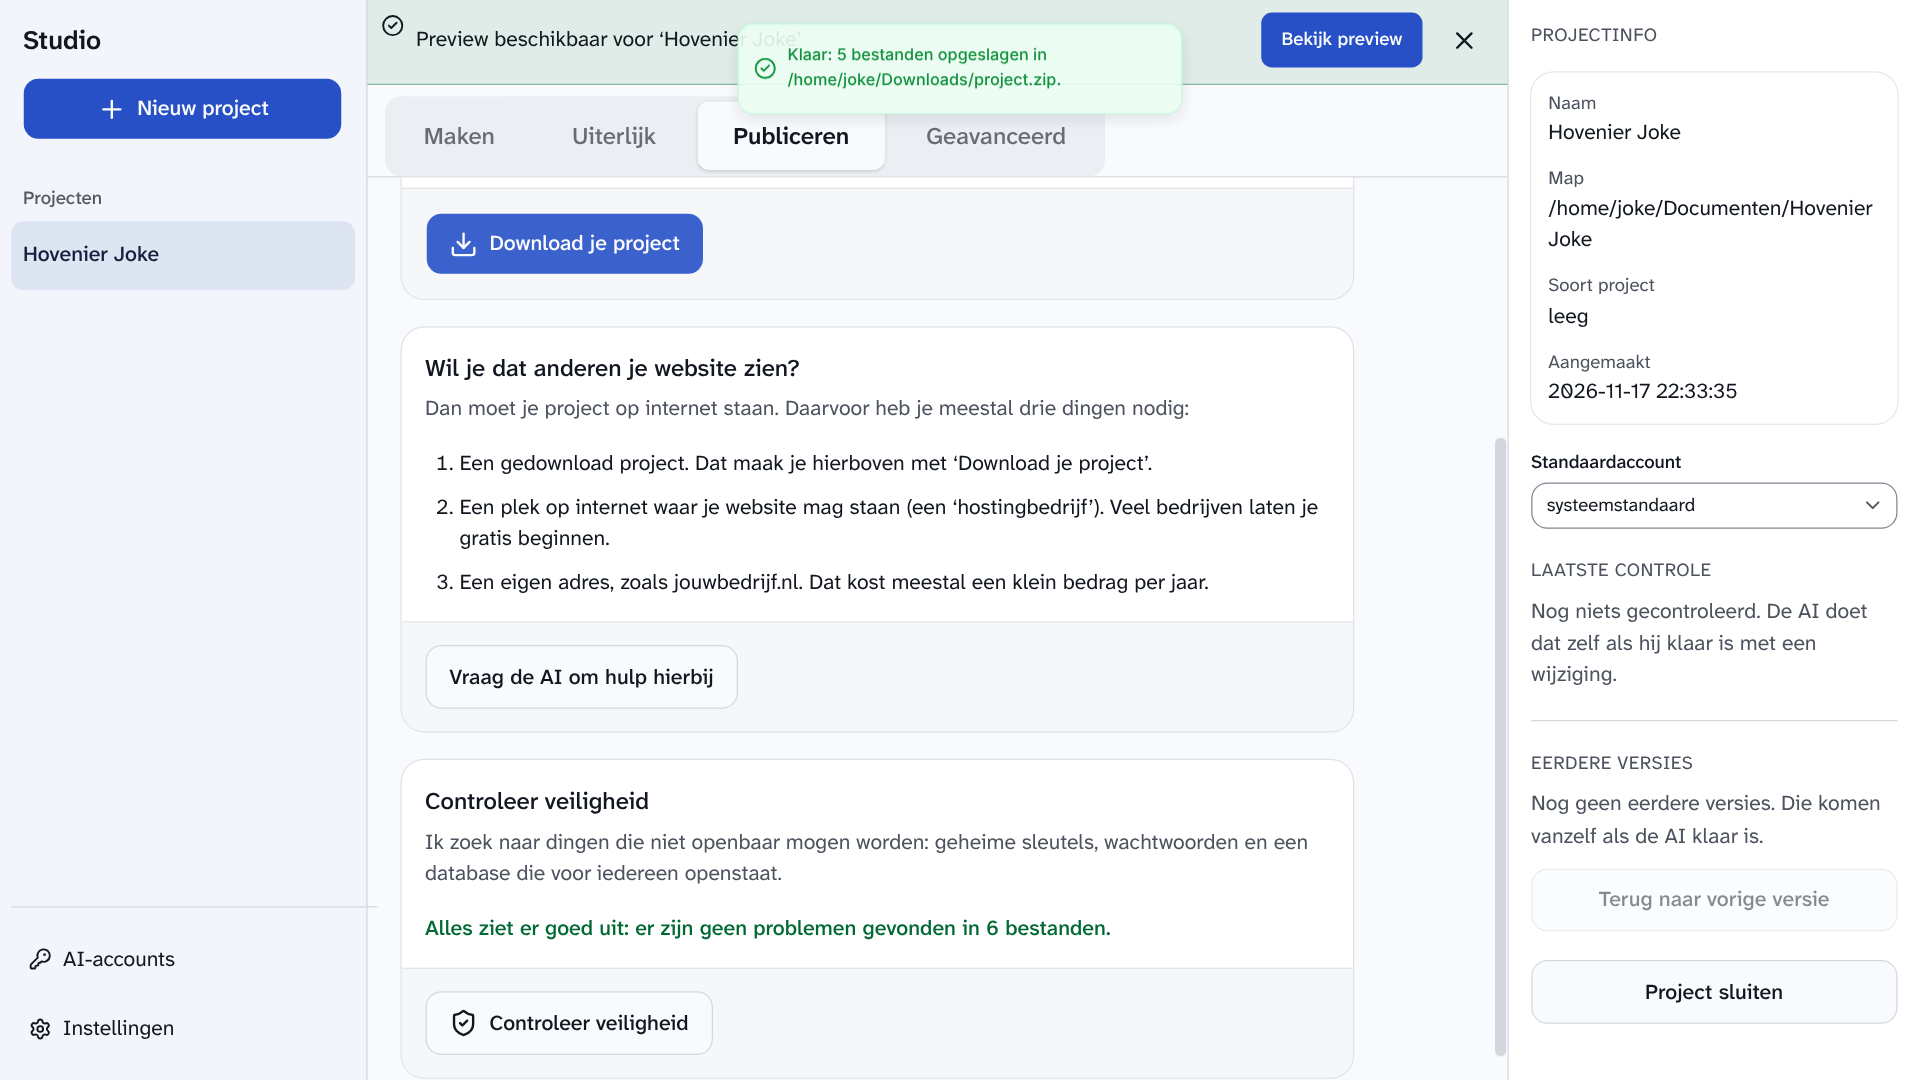 Studio
Nieuw project
Projecten
Hovenier Joke
AI-accounts
Instellingen
Preview beschikbaar voor ‘Hovenier Joke’
Bekijk preview
Klaar: 5 bestanden opgeslagen in
/home/joke/Downloads/project.zip.
Maken
Uiterlijk
Publiceren
Geavanceerd
Download je project
Wil je dat anderen je website zien?
Dan moet je project op internet staan. Daarvoor heb je meestal drie dingen nodig:
1. Een gedownload project. Dat maak je hierboven met ‘Download je project’.
2. Een plek op internet waar je website mag staan (een ‘hostingbedrijf’). Veel bedrijven laten je
gratis beginnen.
3. Een eigen adres, zoals jouwbedrijf.nl. Dat kost meestal een klein bedrag per jaar.
Vraag de AI om hulp hierbij
Controleer veiligheid
Ik zoek naar dingen die niet openbaar mogen worden: geheime sleutels, wachtwoorden en een
database die voor iedereen openstaat.
Alles ziet er goed uit: er zijn geen problemen gevonden in 6 bestanden.
Controleer veiligheid
PROJECTINFO
Naam
Hovenier Joke
Map
/home/joke/Documenten/Hovenier
Joke
Soort project
leeg
Aangemaakt
2026-11-17 22:33:35
Standaardaccount
systeemstandaard
LAATSTE CONTROLE
Nog niets gecontroleerd. De AI doet
dat zelf als hij klaar is met een
wijziging.
EERDERE VERSIES
Nog geen eerdere versies. Die komen
vanzelf als de AI klaar is.
Terug naar vorige versie
Project sluiten